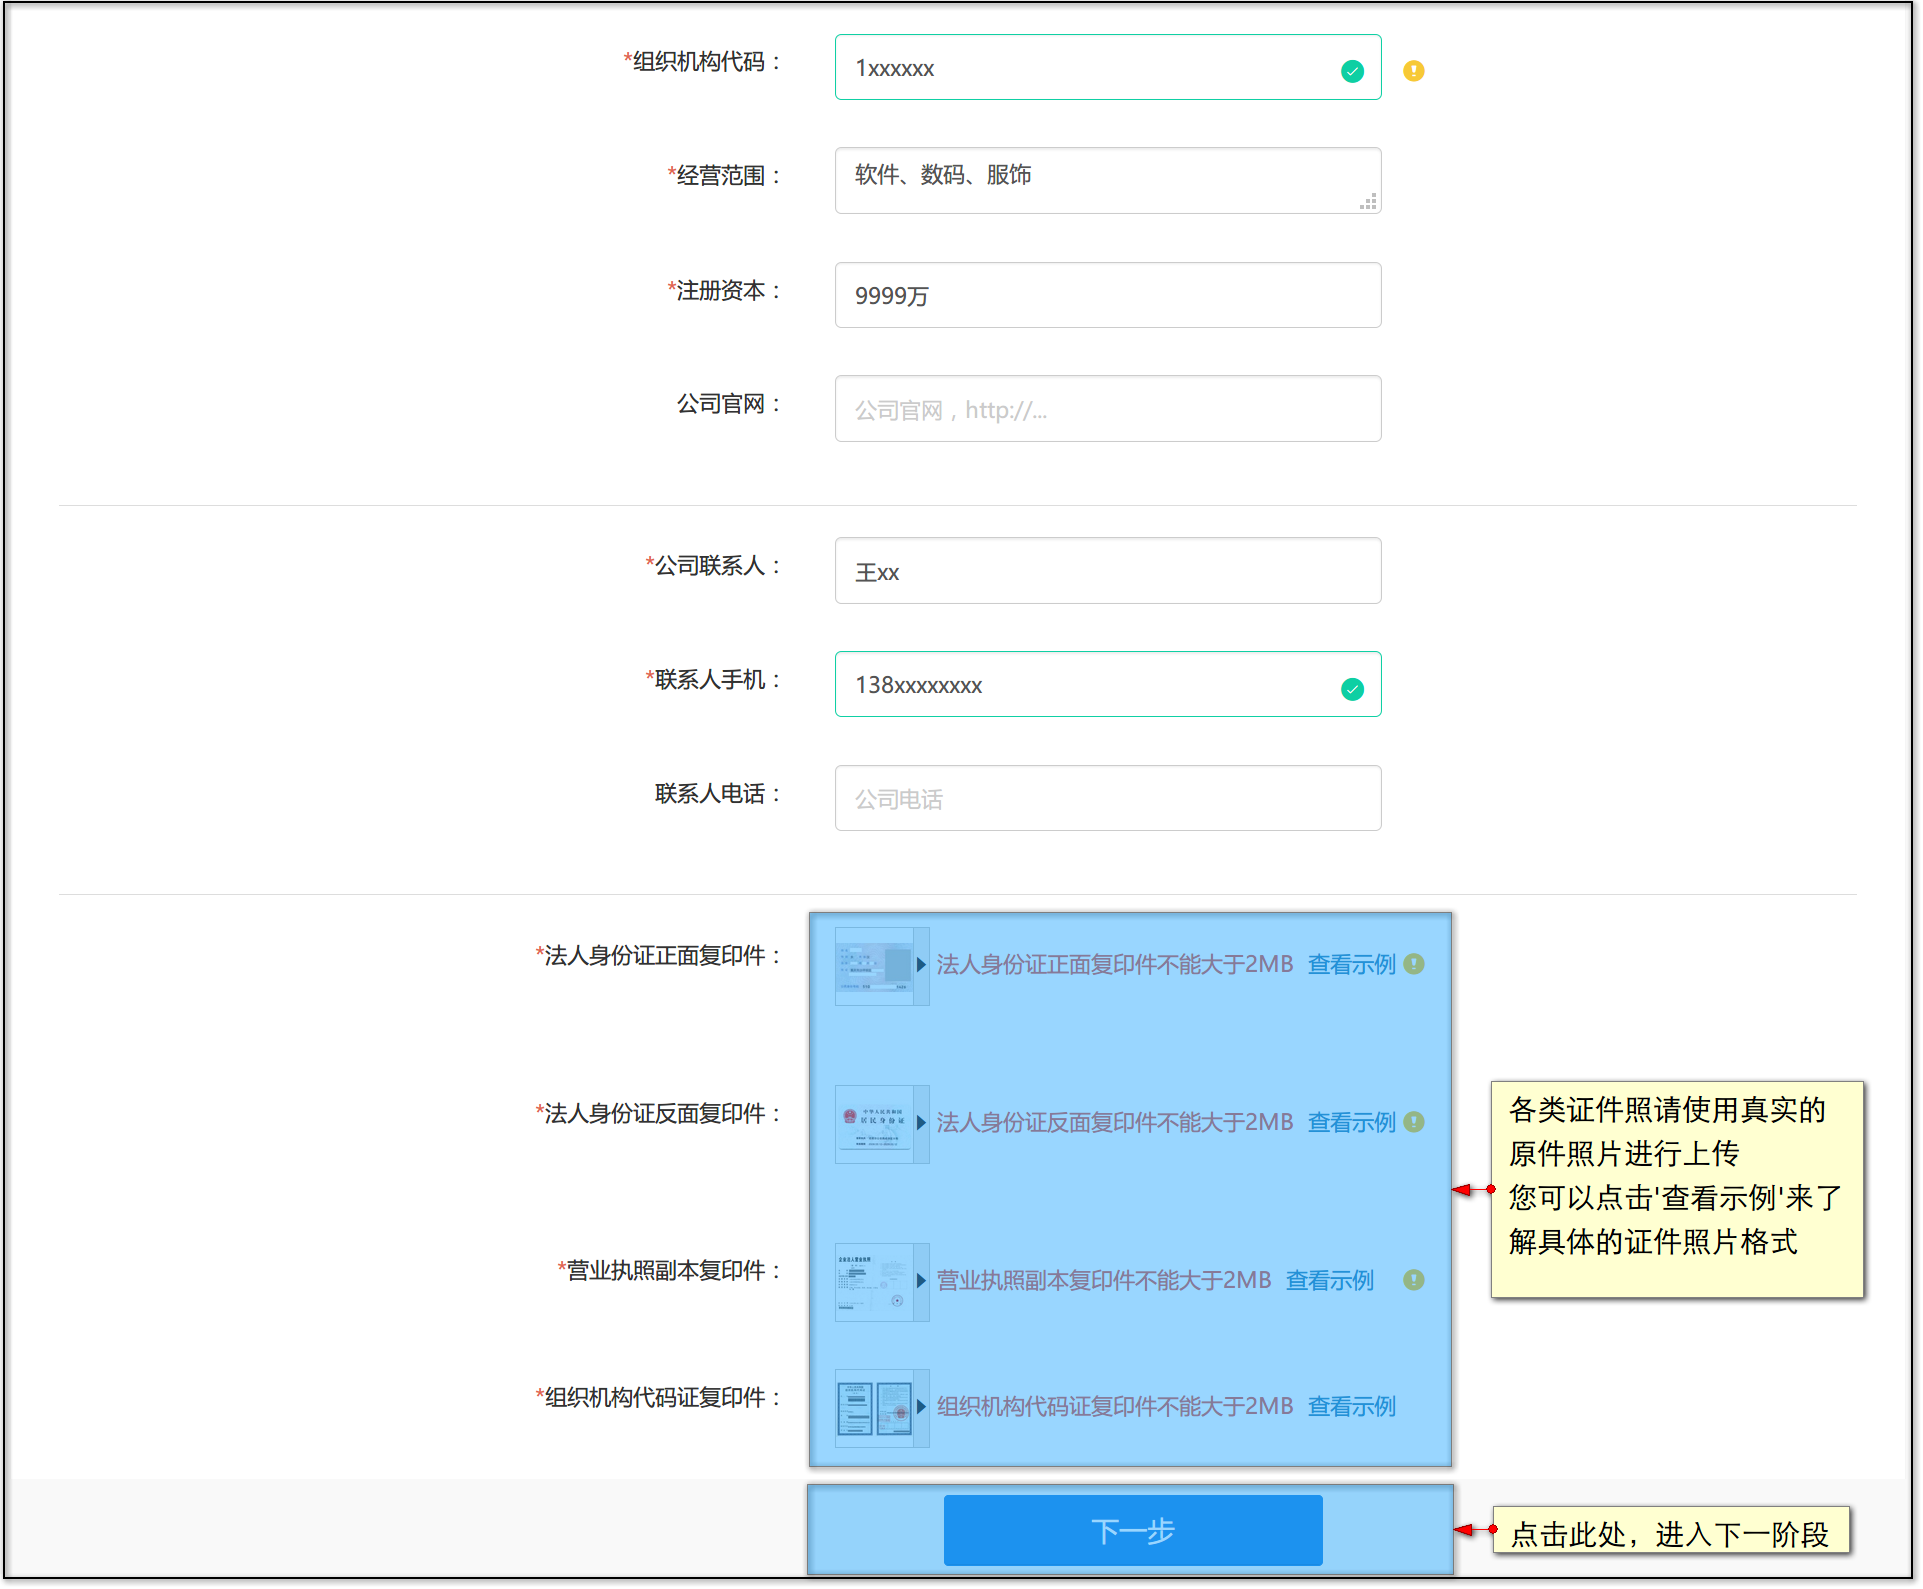 *组织机构代码：
1xxxxxx
*经营范围：
软件、数码、服饰
*注册资本：
9999万
公司官网：
公司官网，http://...
*公司联系人：
王xx
*联系人手机：
138xxxxxxxx
联系人电话：
公司电话
*法人身份证正面复印件：
法人身份证正面复印件不能大于2MB 查看示例
*法人身份证反面复印件：
中华人民共和国
居民身份证
法人身份证反面复印件不能大于2MB 查看示例
各类证件照请使用真实的
原件照片进行上传
您可以点击'查看示例'来了
解具体的证件照片格式
*营业执照副本复印件：
营业执照副本复印件不能大于2MB 查看示例
*组织机构代码证复印件：
组织机构代码证复印件不能大于2MB 查看示例
下一步
点击此处，进入下一阶段